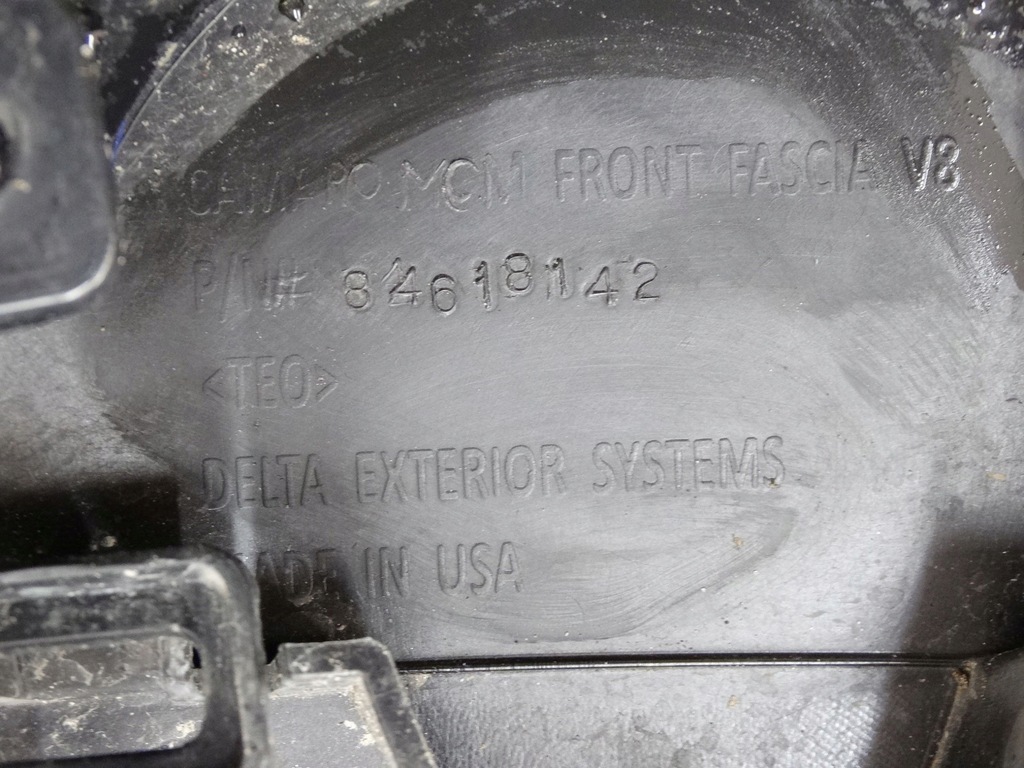 CAMARO MCM FRONT FASCIA V8
P/N# 84618142
<TEO>
DELTA EXTERIOR SYSTEMS
MADE IN USA